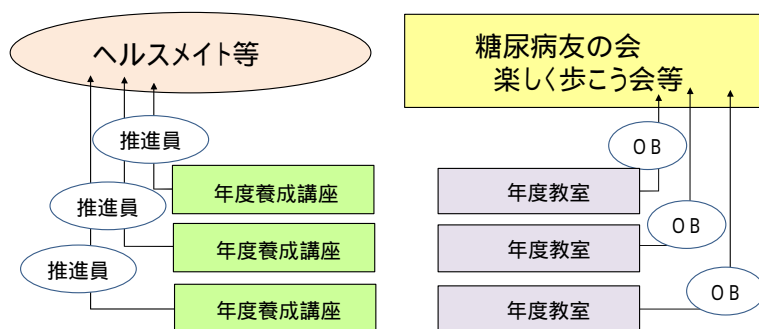 ヘルスメイト等
糖尿病友の会
楽しく歩こう会等
推進員
OB
年度養成講座
年度教室
推進員
OB
年度養成講座
年度教室
推進員
OB
年度養成講座
年度教室